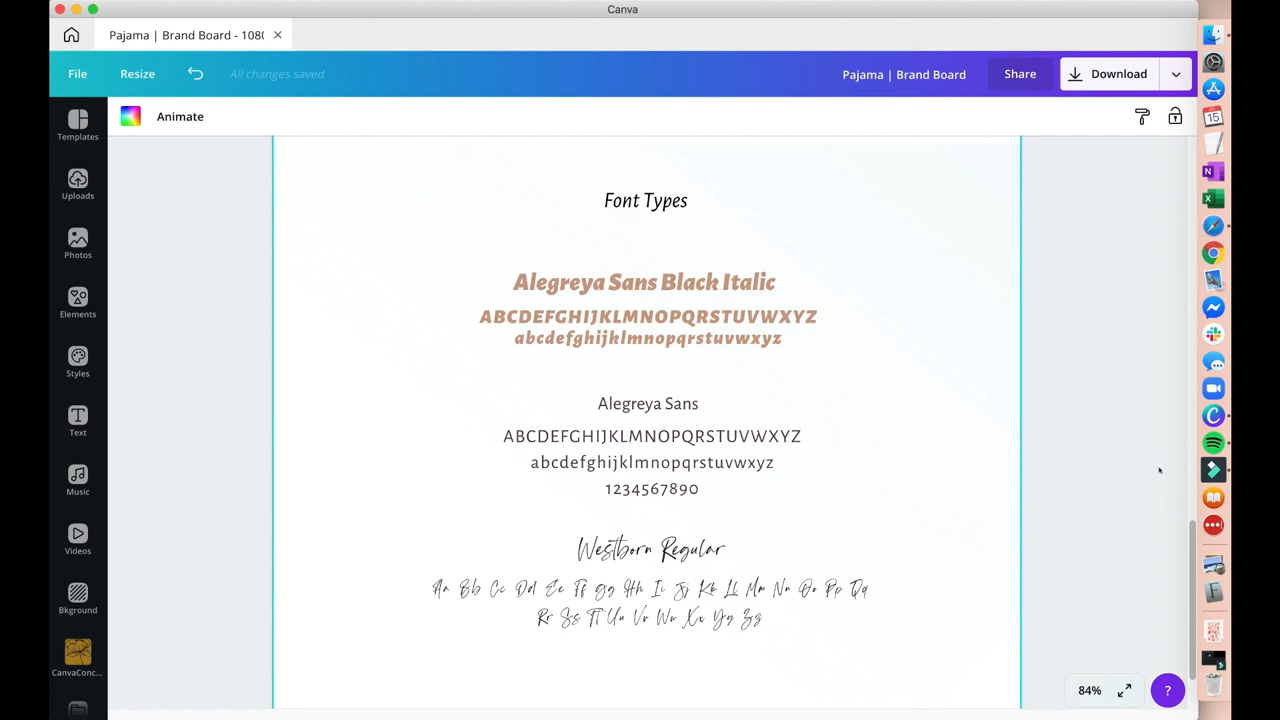 Canva
Pajama | Brand Board - 108
File
Resize
All changes saved
Pajama | Brand Board
Share
Download
Animate
Templates
Uploads
Photos
Elements
Styles
Text
Music
Videos
Bkground
CanvaConc...
Font Types
Alegreya Sans Black Italic
ABCDEFGHIJKLMNOPQRSTUVWXYZ
abcdefghijklmnopqrstuvwxyz
Alegreya Sans
ABCDEFGHIJKLMNOPQRSTUVWXYZ
abcdefghijklmnopqrstuvwxyz
1234567890
Westborn Regular
Aa Bb Cc Dd Ee Ff Gg Hh Ii Jj Kk Ll Mm Nn Oo Pp Qq
Rr Ss Tt Uu Vv Ww Xx Yy Zz
84%
?
15